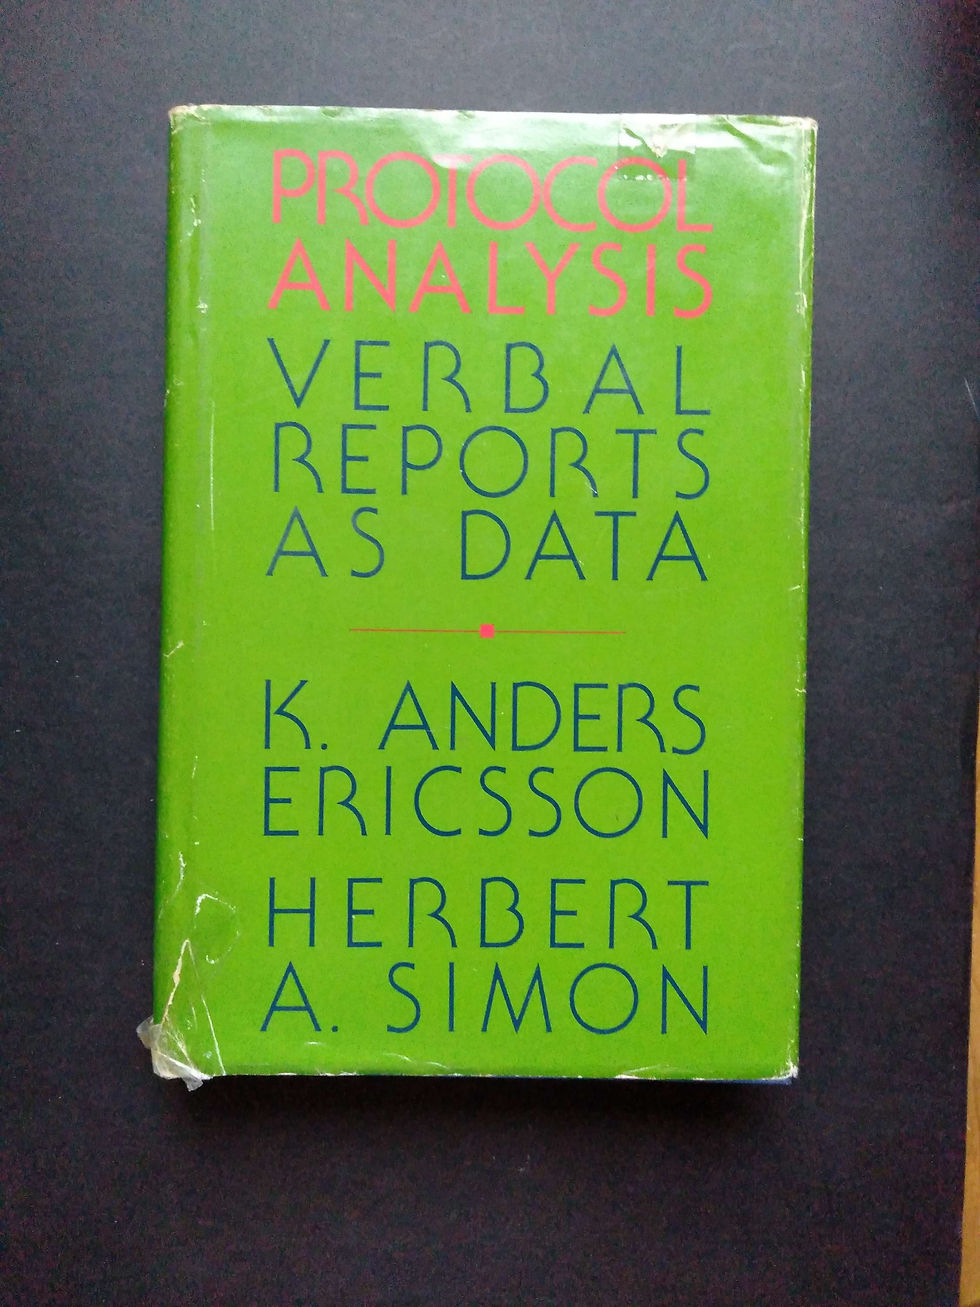 PROTOCOL
ANALYSIS
VERBAL
REPORTS
AS DATA
K. ANDERS
ERICSSON
HERBERT
A. SIMON